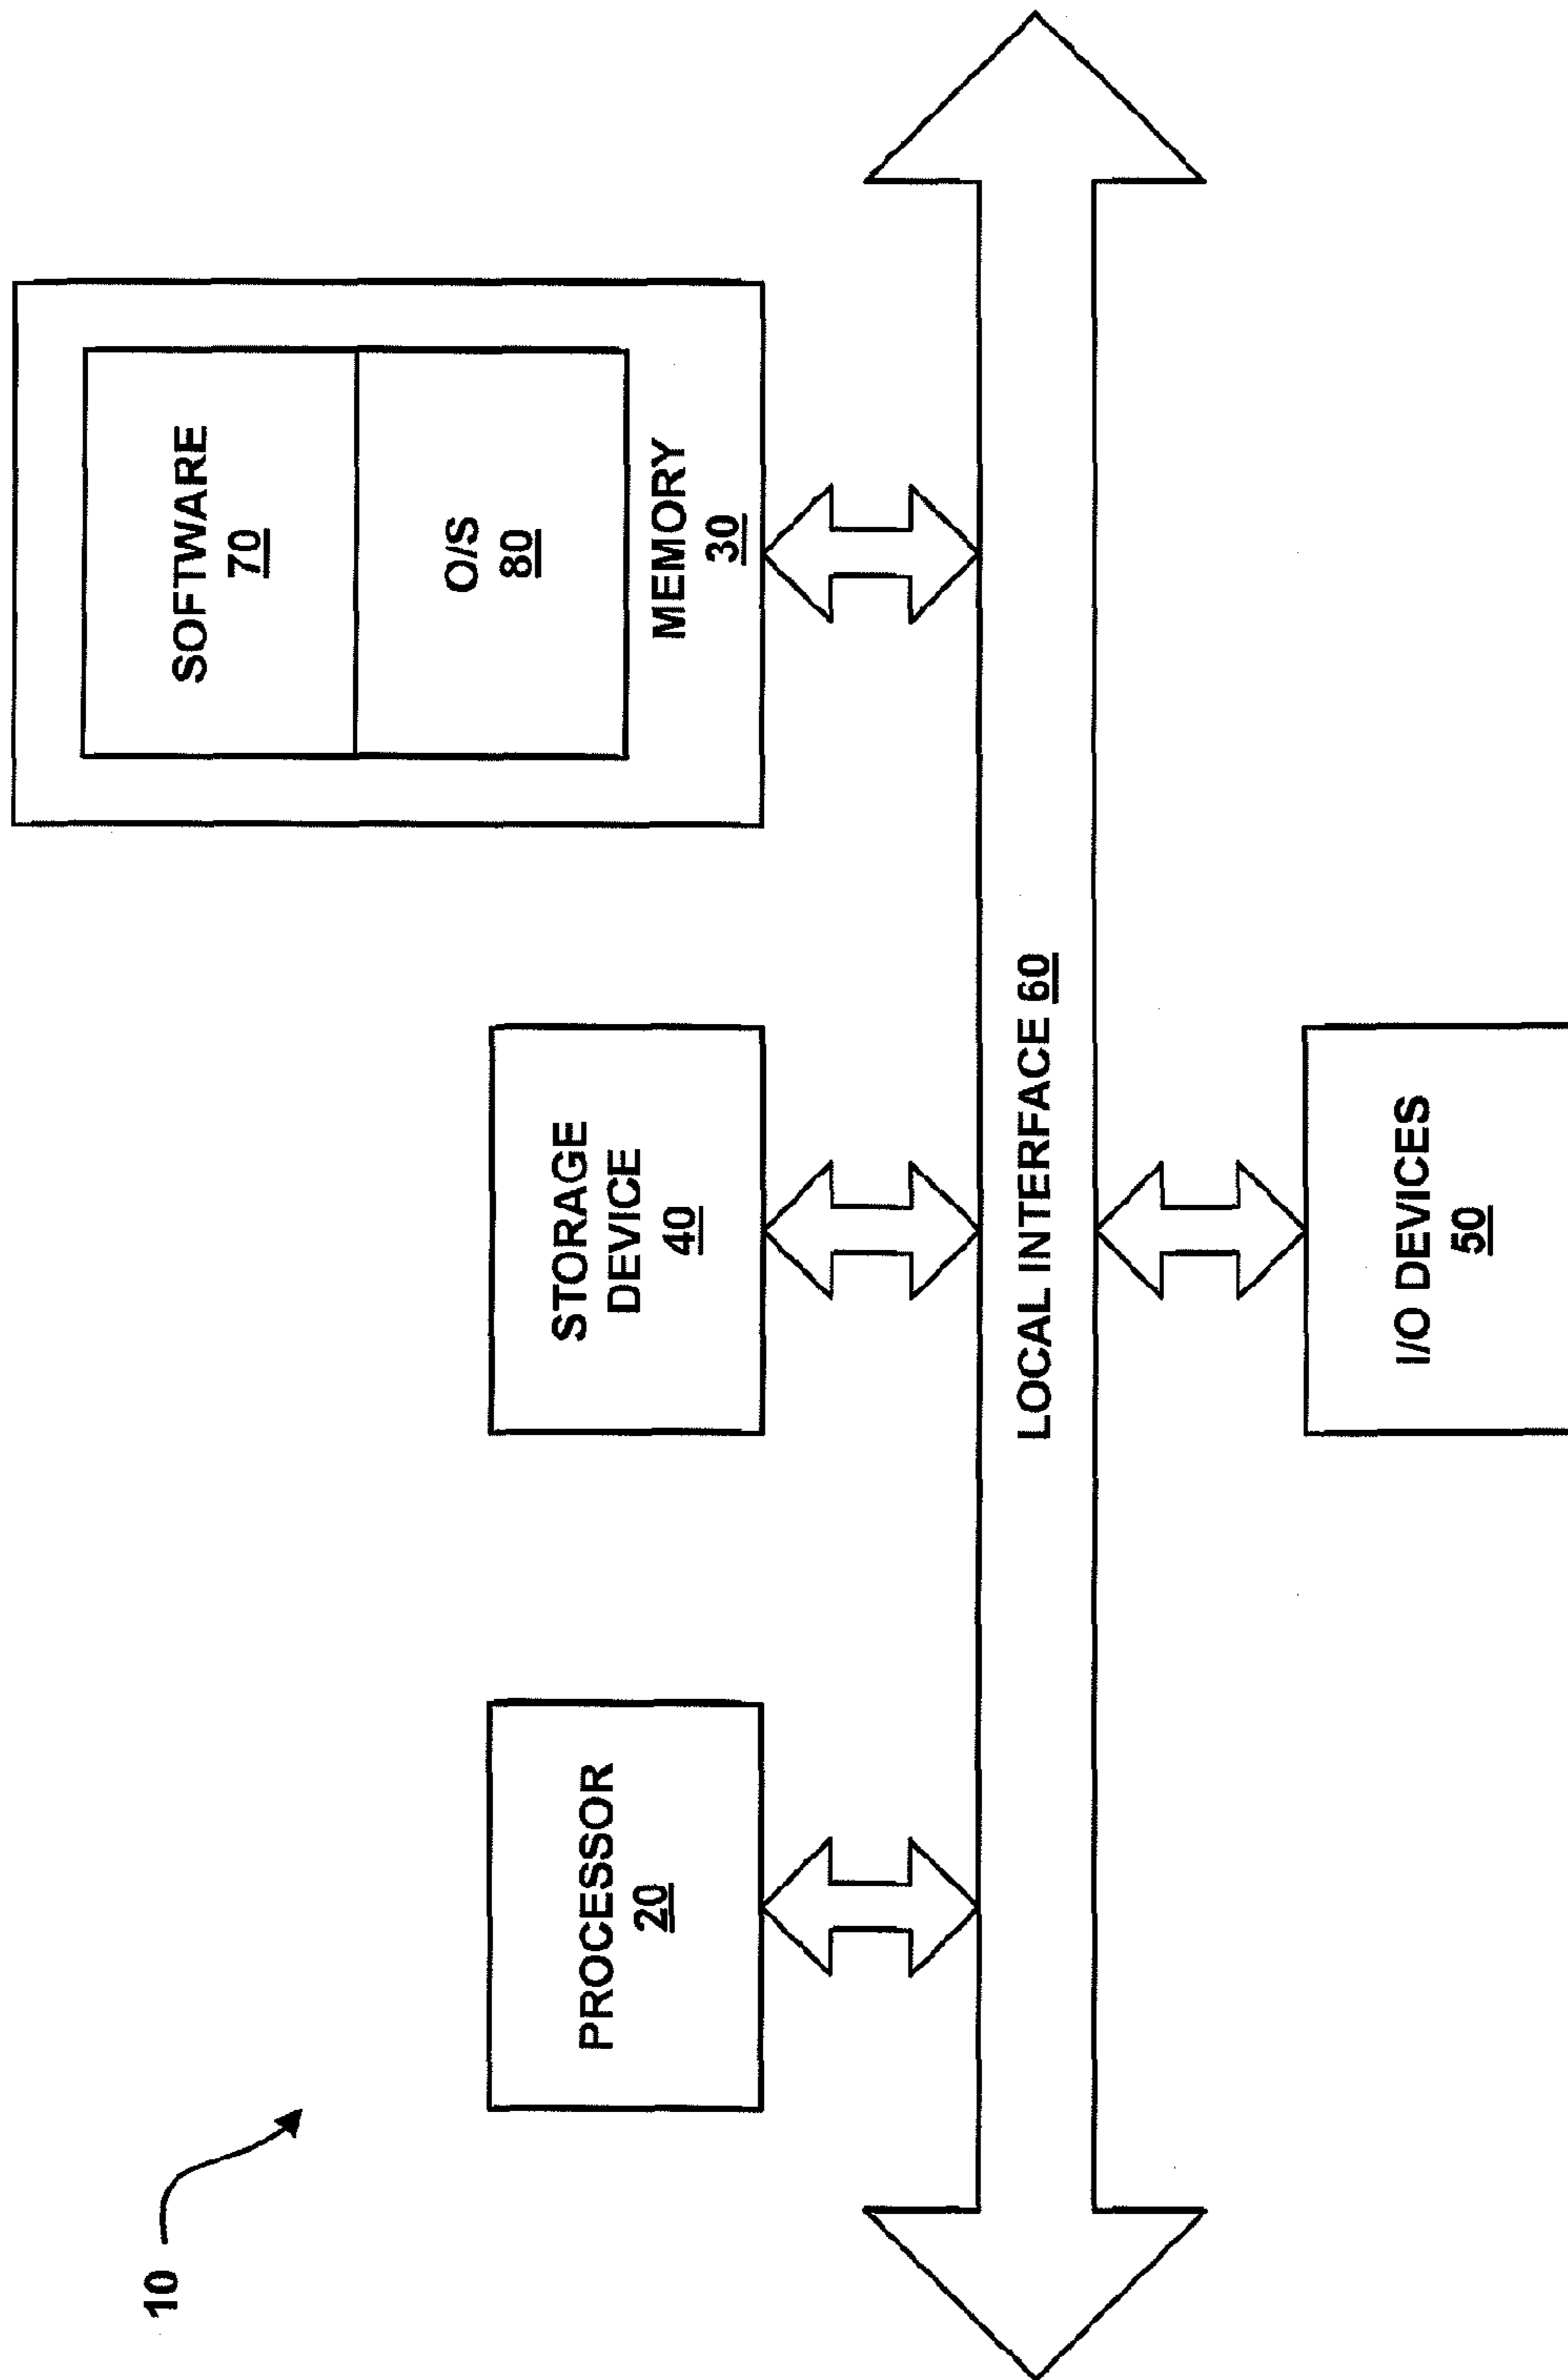 10
PROCESSOR
20
STORAGE
DEVICE
40
SOFTWARE
70
O/S
80
MEMORY
30
LOCAL INTERFACE 60
I/O DEVICES
50